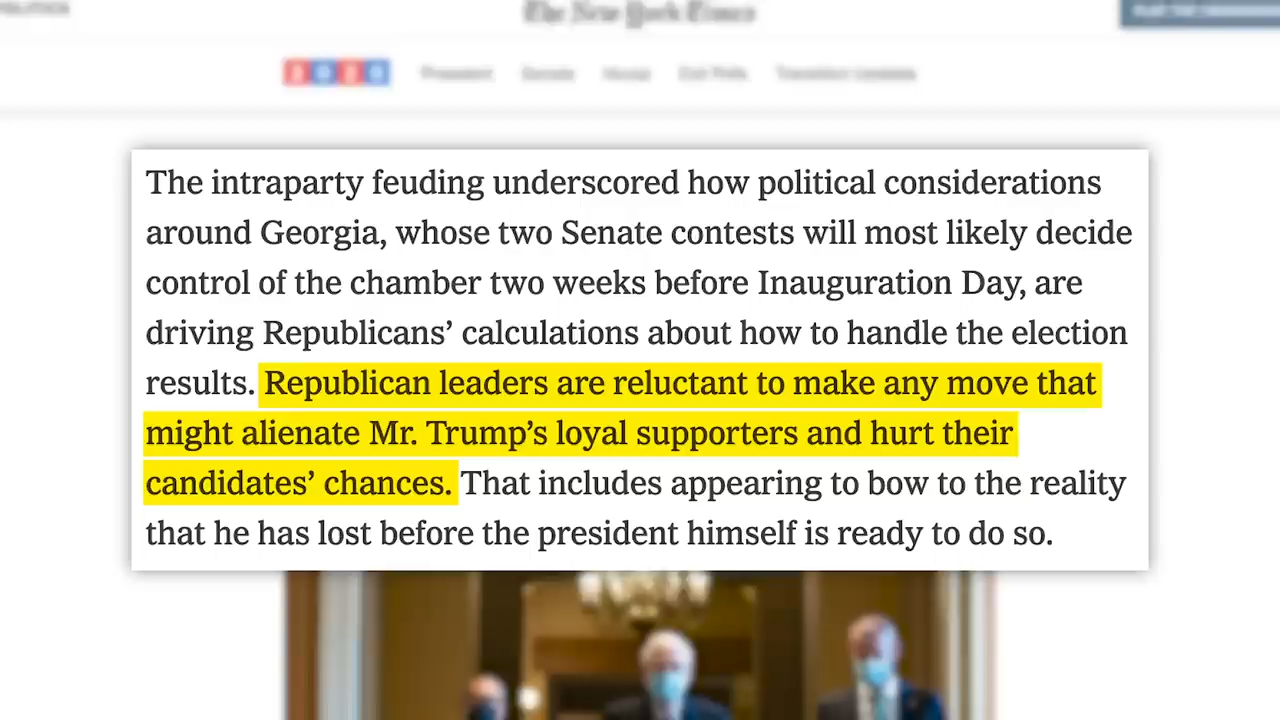 The New York Times
The intraparty feuding underscored how political considerations
around Georgia, whose two Senate contests will most likely decide
control of the chamber two weeks before Inauguration Day, are
driving Republicans’ calculations about how to handle the election
results. Republican leaders are reluctant to make any move that
might alienate Mr. Trump’s loyal supporters and hurt their
candidates’ chances. That includes appearing to bow to the reality
that he has lost before the president himself is ready to do so.